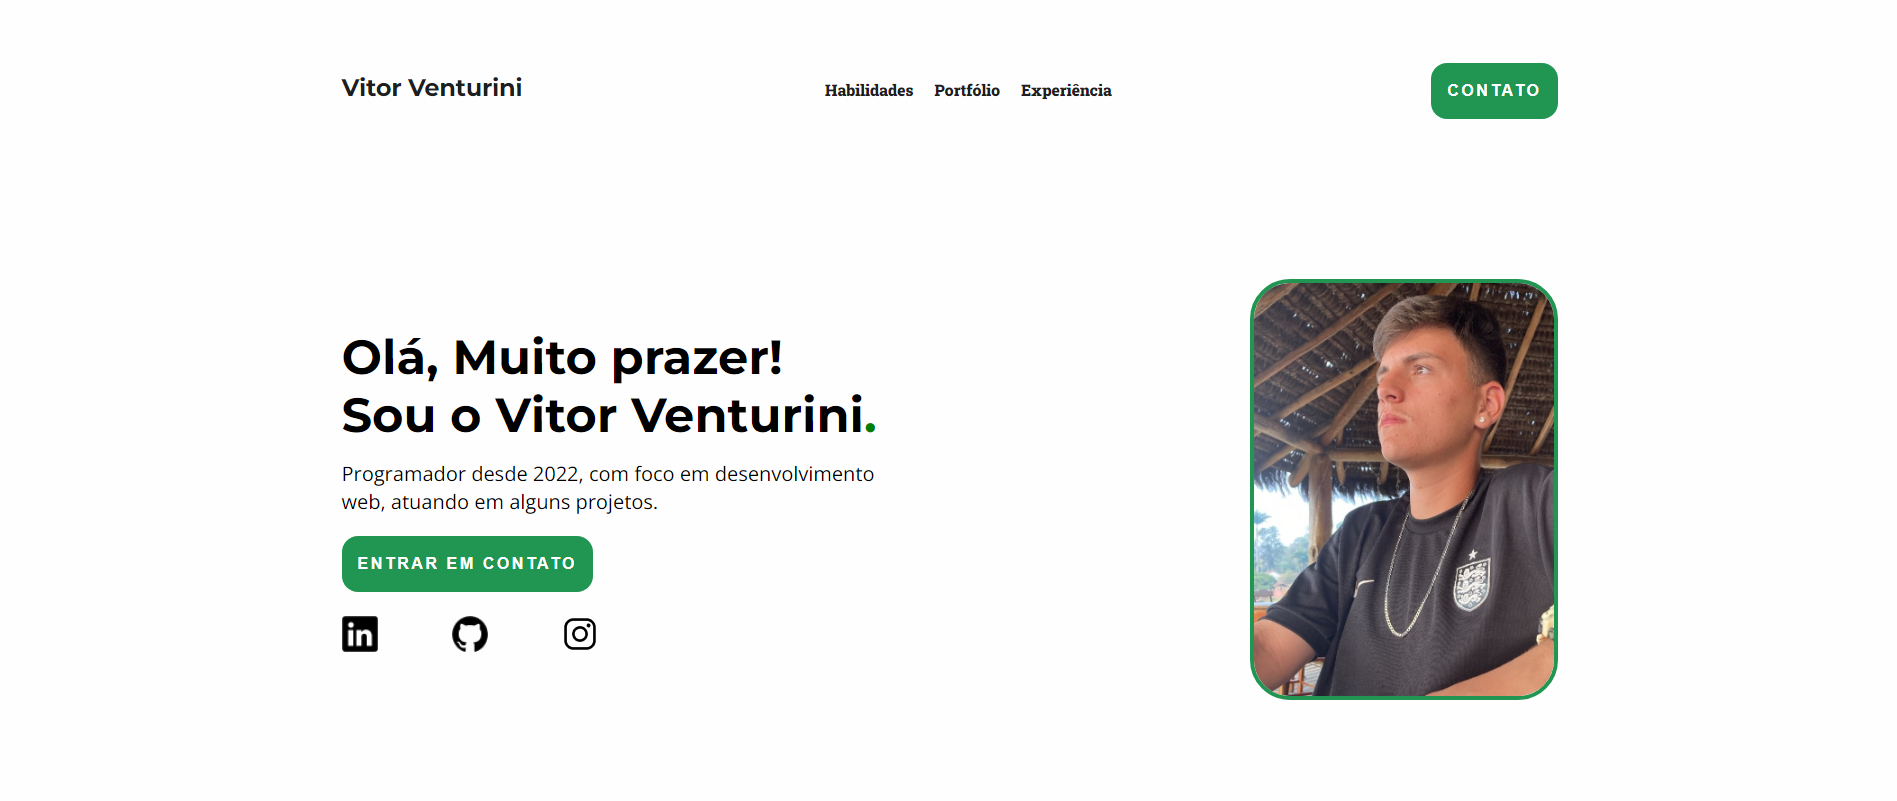 Vitor Venturini
Habilidades Portfólio Experiência
CONTATO
Olá, Muito prazer!
Sou o Vitor Venturini.
Programador desde 2022, com foco em desenvolvimento
web, atuando em alguns projetos.
ENTRAR EM CONTATO
in